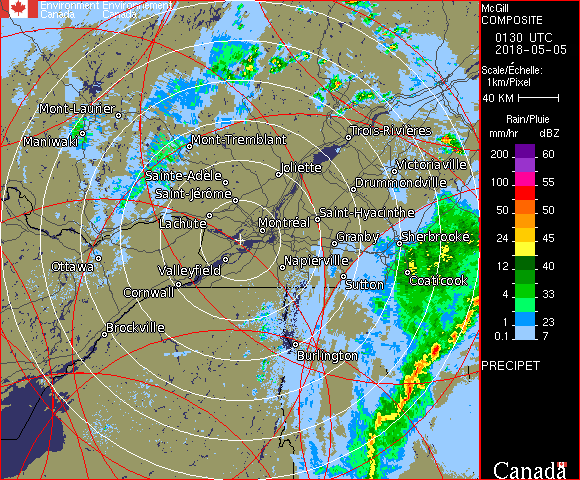 Environment Environnement
Canada Canada
McGill
COMPOSITE
0130 UTC
2018-05-05
Scale/Échelle:
1km/Pixel
40 KM
Rain/Pluie
mm/hr dBZ
200 60
150 57
100 55
50 50
24 45
12 40
4 33
1 23
0.1 7
PRECIPET
Canada
Mont-Laurier
Maniwaki
Mont-Tremblant
Trois-Rivières
Sainte-Adèle
Joliette
Victoriaville
Saint-Jérôme
Drummondville
Lachute
Saint-Hyacinthe
Montréal
Granby
Sherbrooke
Ottawa
Valleyfield
Napierville
Coaticook
Cornwall
Sutton
Brockville
Burlington